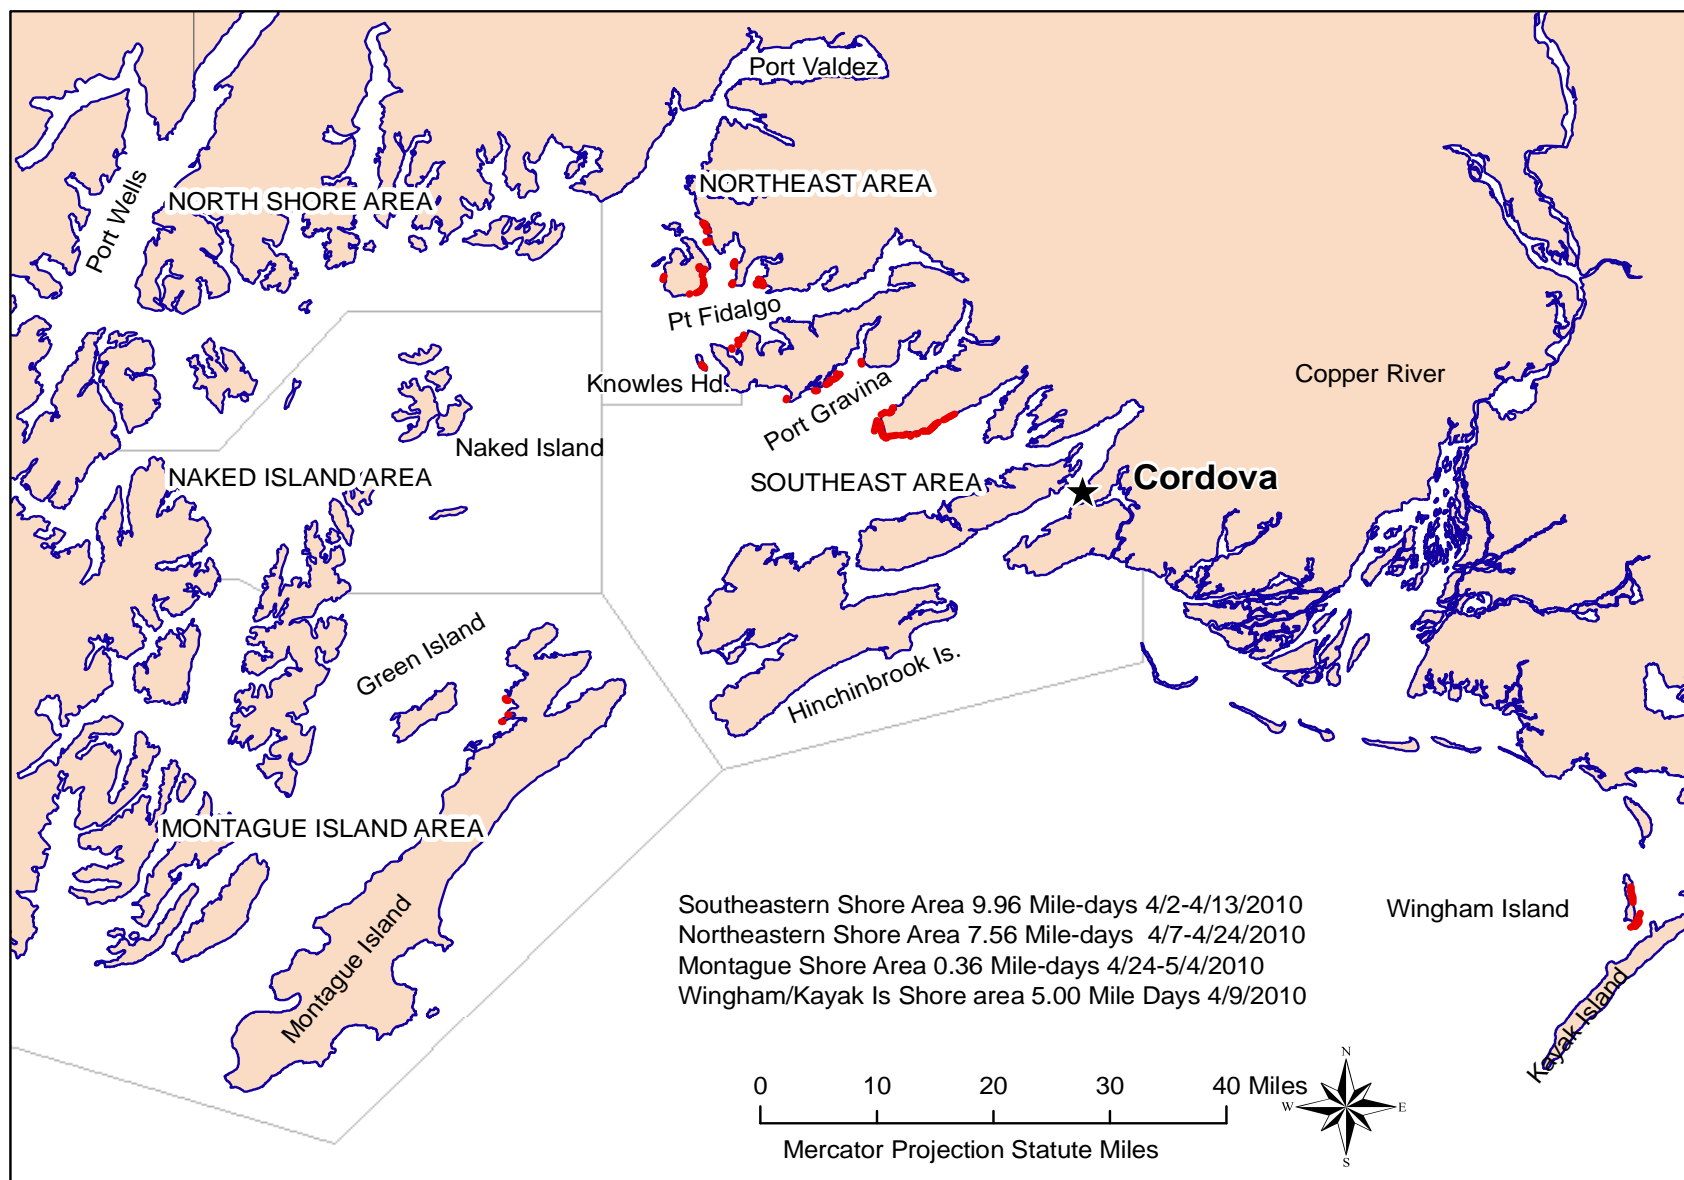 Port Valdez
NORTHEAST AREA
Port Wells
NORTH SHORE AREA
Pt Fidalgo
Knowles Hd.
Port Gravina
Copper River
Naked Island
NAKED ISLAND AREA
SOUTHEAST AREA
Cordova
Green Island
Hinchinbrook Is.
MONTAGUE ISLAND AREA
Montague Island
Wingham Island
Kayak Island
Southeastern Shore Area 9.96 Mile-days 4/2-4/13/2010
Northeastern Shore Area 7.56 Mile-days 4/7-4/24/2010
Montague Shore Area 0.36 Mile-days 4/24-5/4/2010
Wingham/Kayak Is Shore area 5.00 Mile Days 4/9/2010
0 10 20 30 40 Miles
Mercator Projection Statute Miles
N
W E
S